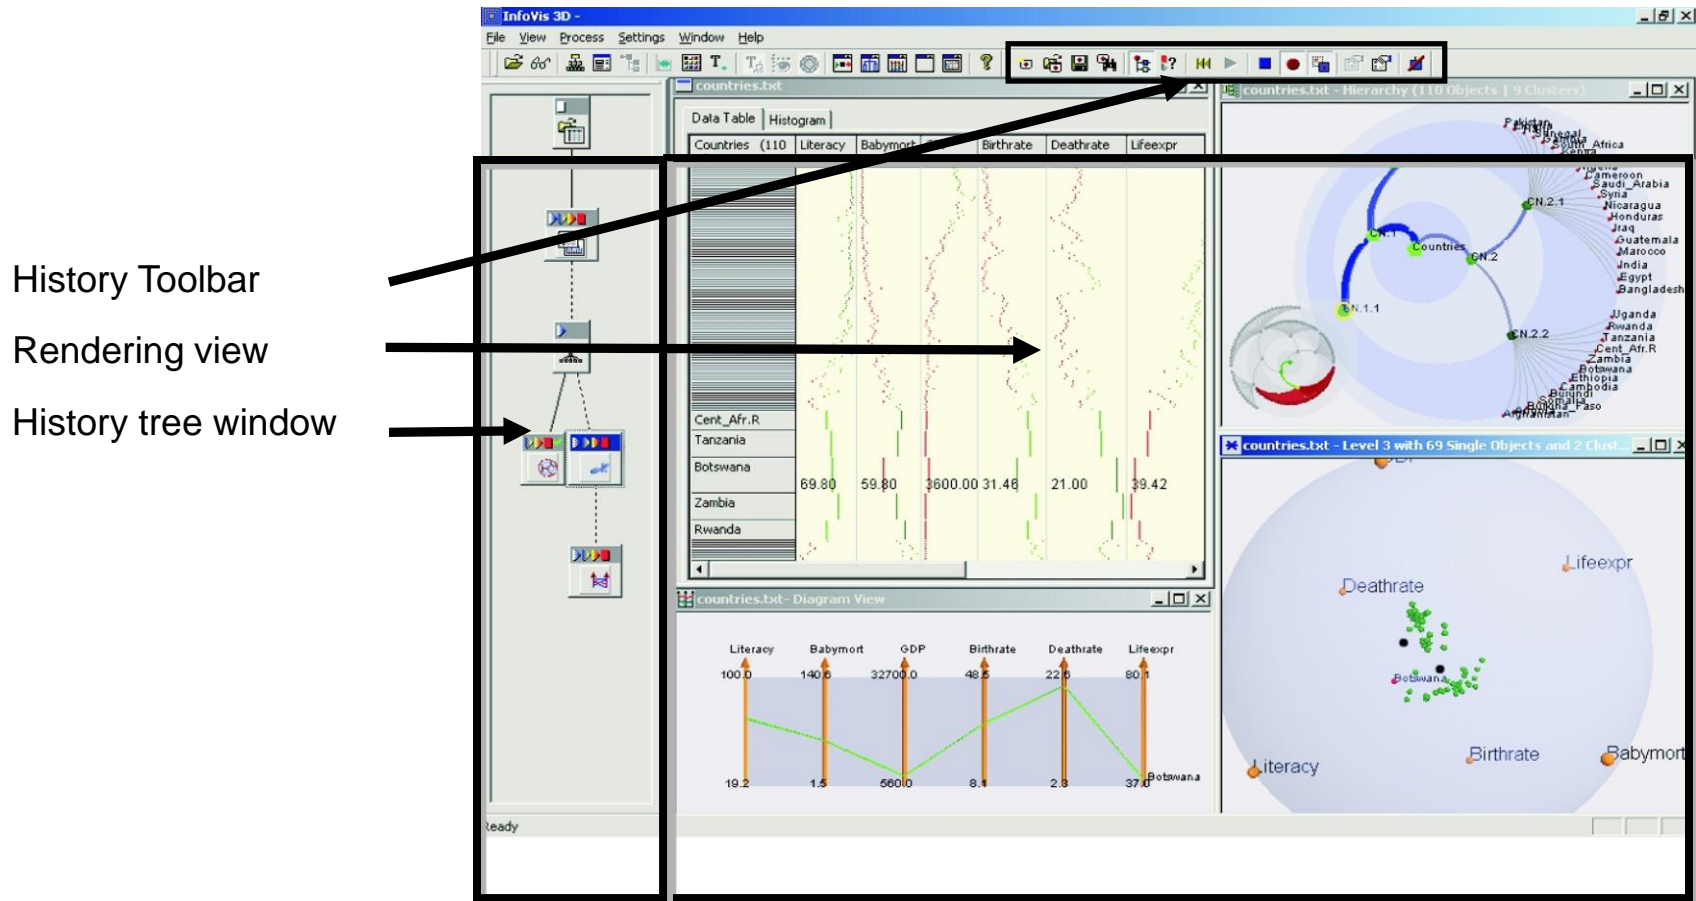 InfoVis 3D -
File View Process Settings Window Help
countries.txt
Data Table Histogram
Countries (110 Literacy Babymort Birthrate Deathrate Lifeexpr
Cent_Afr.R
Tanzania
Botswana 69.80 59.80 3600.00 31.46 21.00 39.42
Zambia
Rwanda
countries.txt - Hierarchy (110 Objects | 9 Clusters)
Pakistan
Senegal
Gambia
South_Africa
Kenya
Cameroon
Saudi_Arabia
Syria
CN.2.1
Nicaragua
Honduras
Iraq
CN.1
Guatemala
Countries
Marocco
CN.2
India
Egypt
Bangladesh
CN.1.1
Uganda
Rwanda
CN.2.2
Tanzania
Cent_Afr.R
Zambia
Botswana
Ethiopia
Cambodia
Burundi
Somalia
Burkina_Faso
Afghanistan
History Toolbar
Rendering view
History tree window
countries.txt - Level 3 with 69 Single Objects and 2 Clust...
Lifeexpr
Deathrate
Botswana
Birthrate
Babymort
Literacy
countries.txt- Diagram View
Literacy Babymort GDP Birthrate Deathrate Lifeexpr
100.0 140.6 32700.0 48.5 22.6 80.1
19.2 1.5 560.0 8.1 2.3 37.0 Botswana
Ready